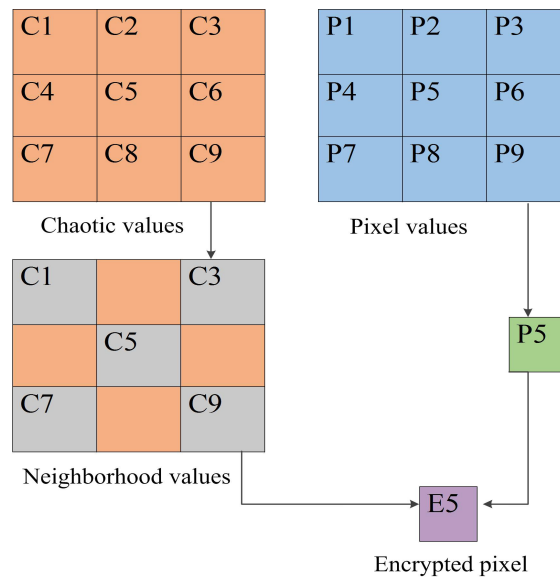 C1 C2 C3 P1 P2 P3
C4 C5 C6 P4 P5 P6
C7 C8 C9 P7 P8 P9
Chaotic values Pixel values
C1 C3
C5 P5
C7 C9
Neighborhood values
E5
Encrypted pixel